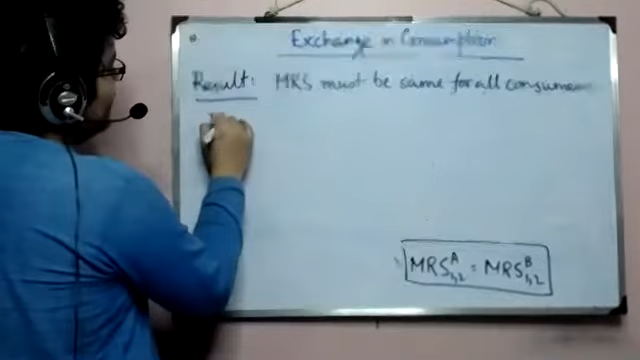 Exchange in Consumption
Result: MRS must be same for all consumers
MRS^A_1,2 = MRS^B_1,2